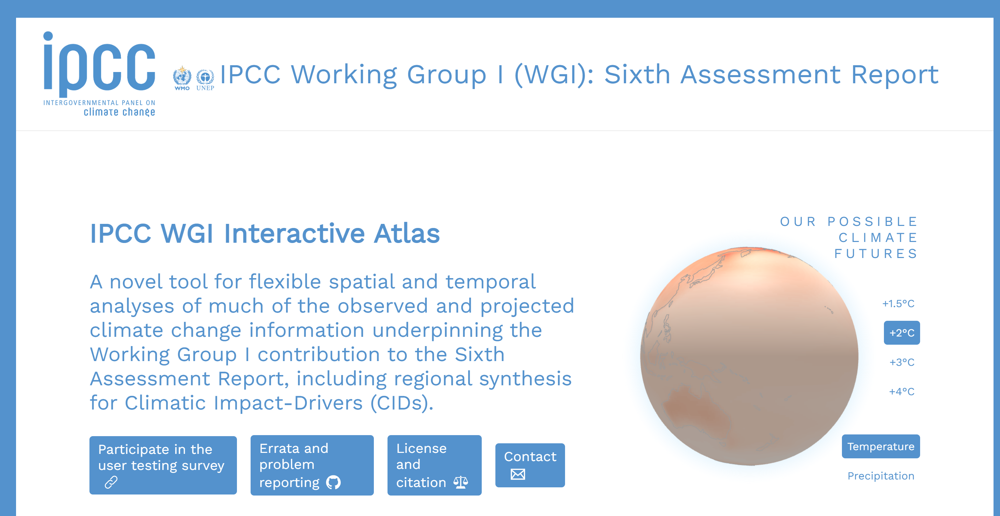 ipcc
INTERGOVERNMENTAL PANEL ON
climate change
WMO
UNEP
IPCC Working Group I (WGI): Sixth Assessment Report
IPCC WGI Interactive Atlas
A novel tool for flexible spatial and temporal
analyses of much of the observed and projected
climate change information underpinning the
Working Group I contribution to the Sixth
Assessment Report, including regional synthesis
for Climatic Impact-Drivers (CIDs).
Participate in the
user testing survey
Errata and
problem
reporting
License
and
citation
Contact
OUR POSSIBLE
CLIMATE
FUTURES
+1.5°C
+2°C
+3°C
+4°C
Temperature
Precipitation